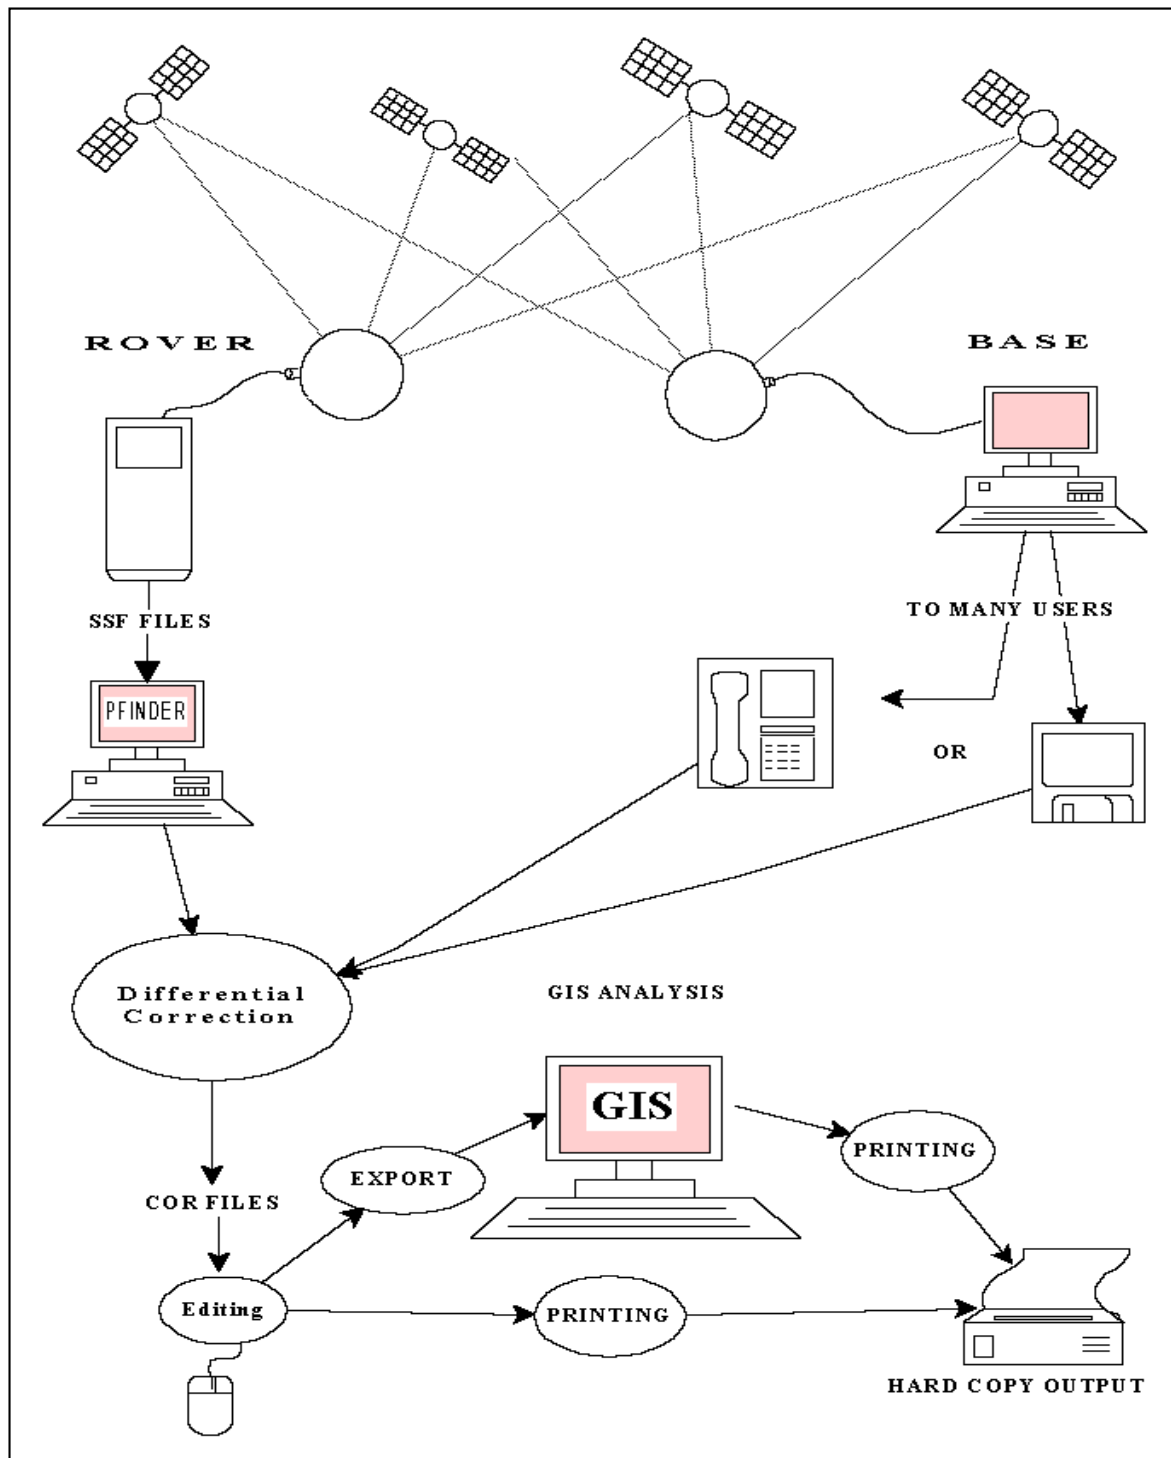 ROVER
BASE
SSF FILES
TO MANY USERS
PFINDER
OR
Differential
Correction
GIS ANALYSIS
GIS
PRINTING
EXPORT
COR FILES
Editing
PRINTING
HARD COPY OUTPUT